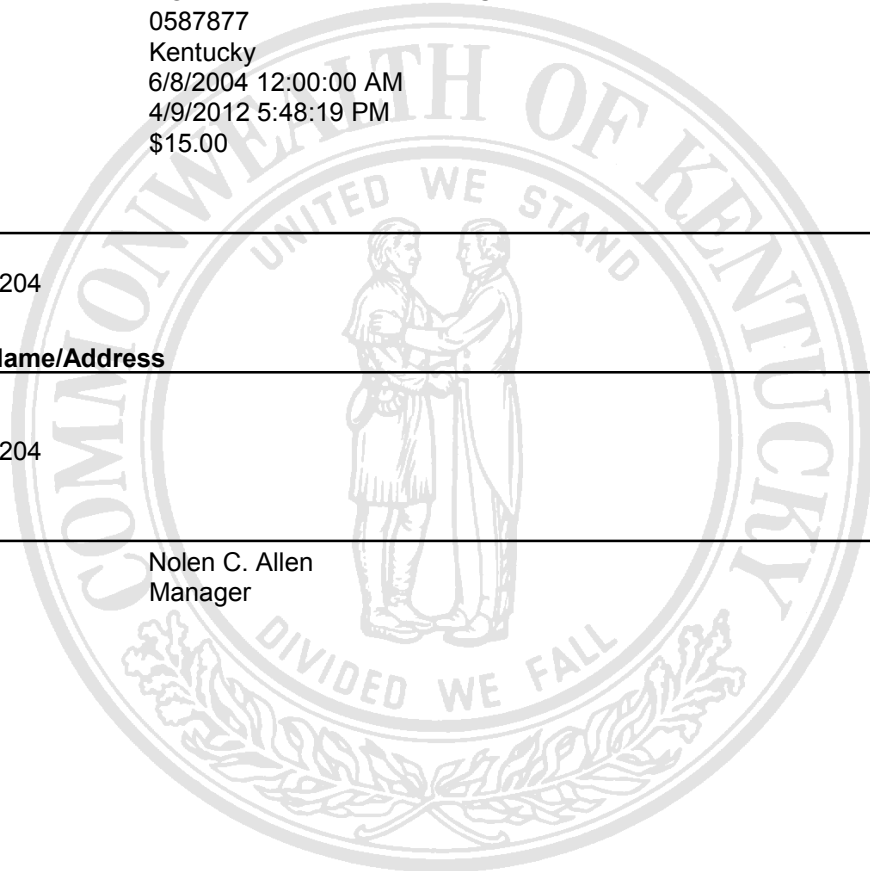 0587877
Kentucky
6/8/2004 12:00:00 AM
4/9/2012 5:48:19 PM
$15.00
COMMONWEALTH OF KENTUCKY
UNITED WE STAND
204
Name/Address
204
Nolen C. Allen
Manager
DIVIDED WE FALL